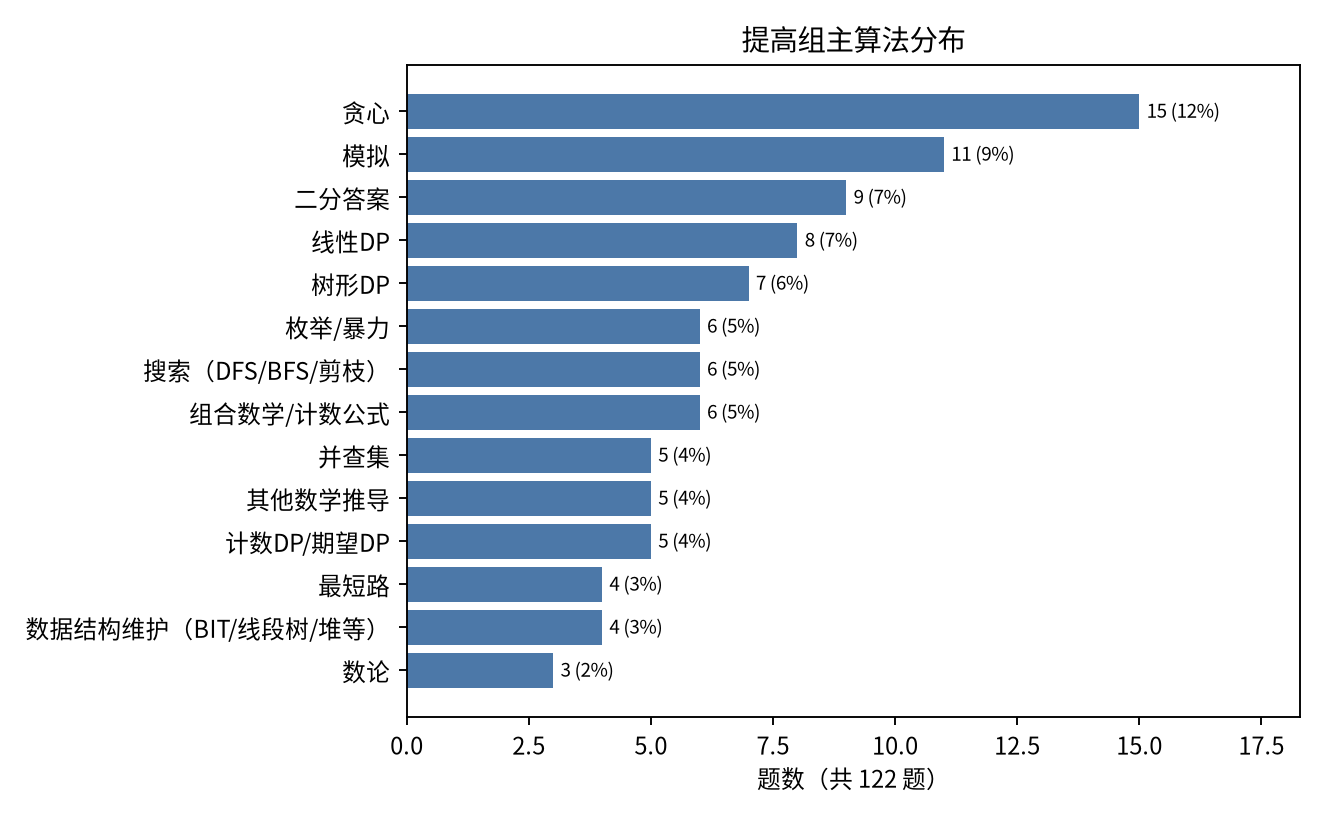 提高组主算法分布
贪心 15 (12%)
模拟 11 (9%)
二分答案 9 (7%)
线性DP 8 (7%)
树形DP 7 (6%)
枚举/暴力 6 (5%)
搜索（DFS/BFS/剪枝） 6 (5%)
组合数学/计数公式 6 (5%)
并查集 5 (4%)
其他数学推导 5 (4%)
计数DP/期望DP 5 (4%)
最短路 4 (3%)
数据结构维护（BIT/线段树/堆等） 4 (3%)
数论 3 (2%)
0.0 2.5 5.0 7.5 10.0 12.5 15.0 17.5
题数（共 122 题）